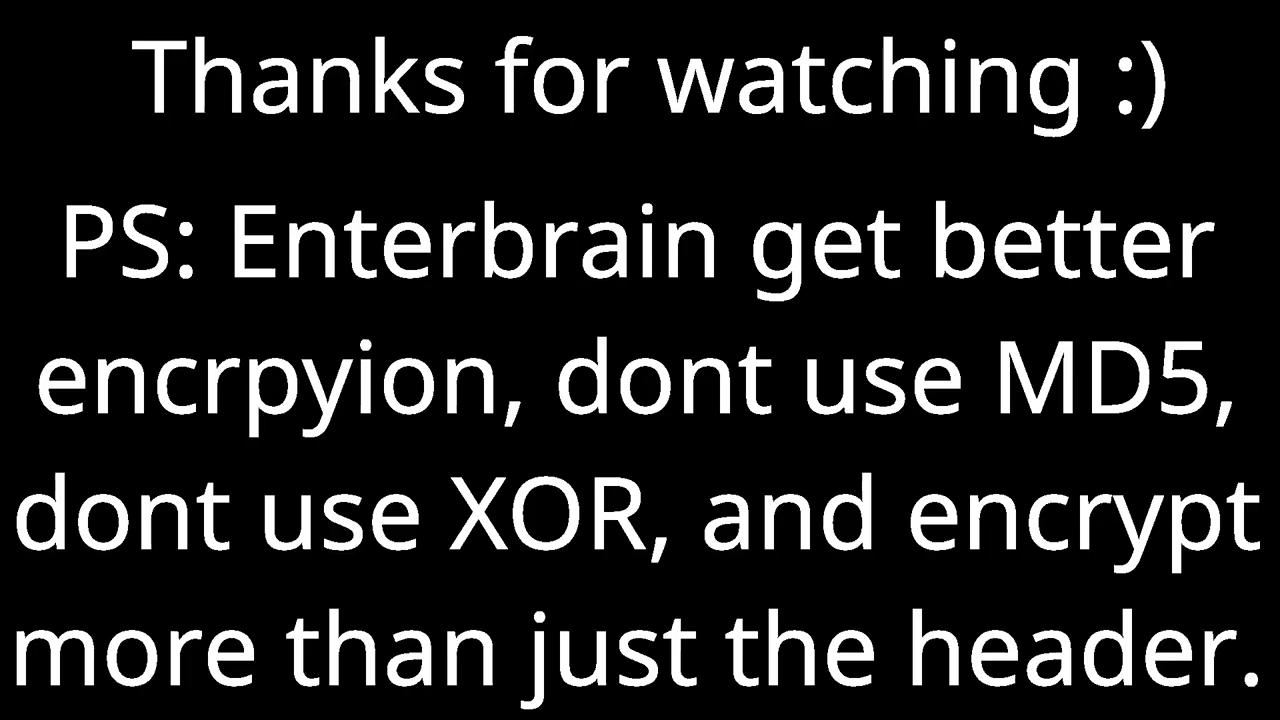 Thanks for watching :)
PS: Enterbrain get better
encrpyion, dont use MD5,
dont use XOR, and encrypt
more than just the header.